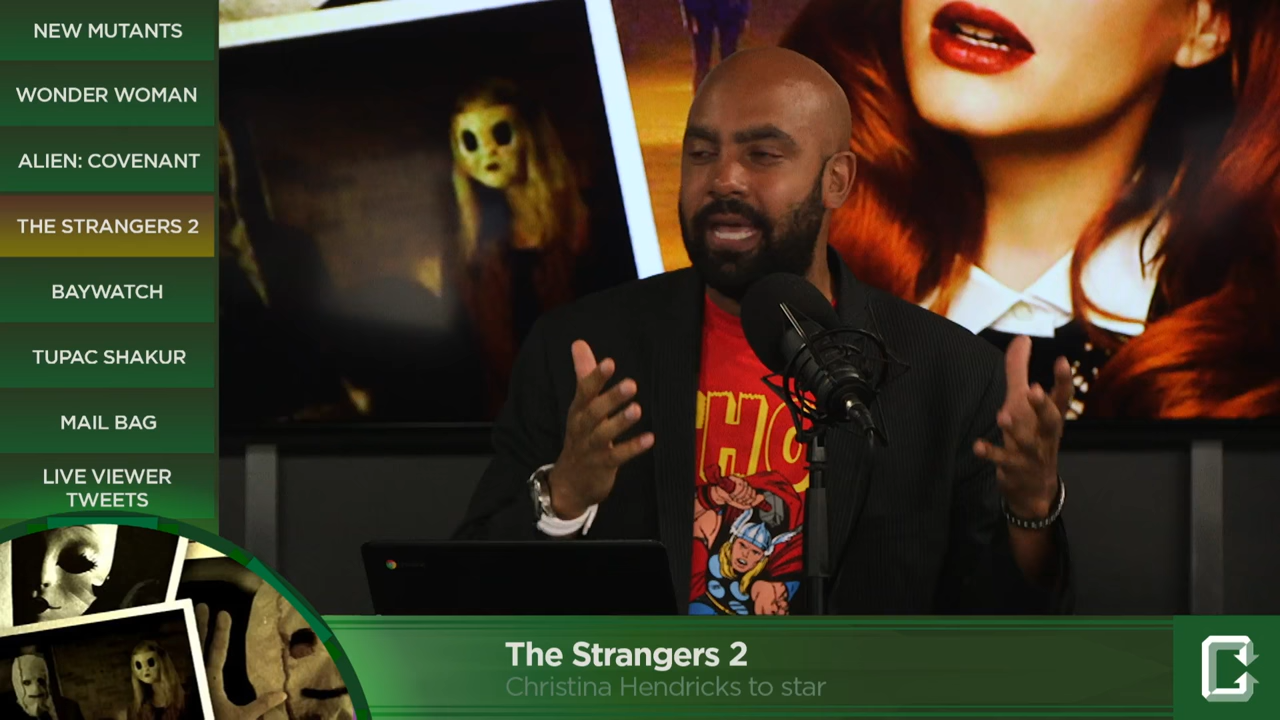 NEW MUTANTS
WONDER WOMAN
ALIEN: COVENANT
THE STRANGERS 2
BAYWATCH
TUPAC SHAKUR
MAIL BAG
LIVE VIEWER
TWEETS
THO
The Strangers 2
Christina Hendricks to star